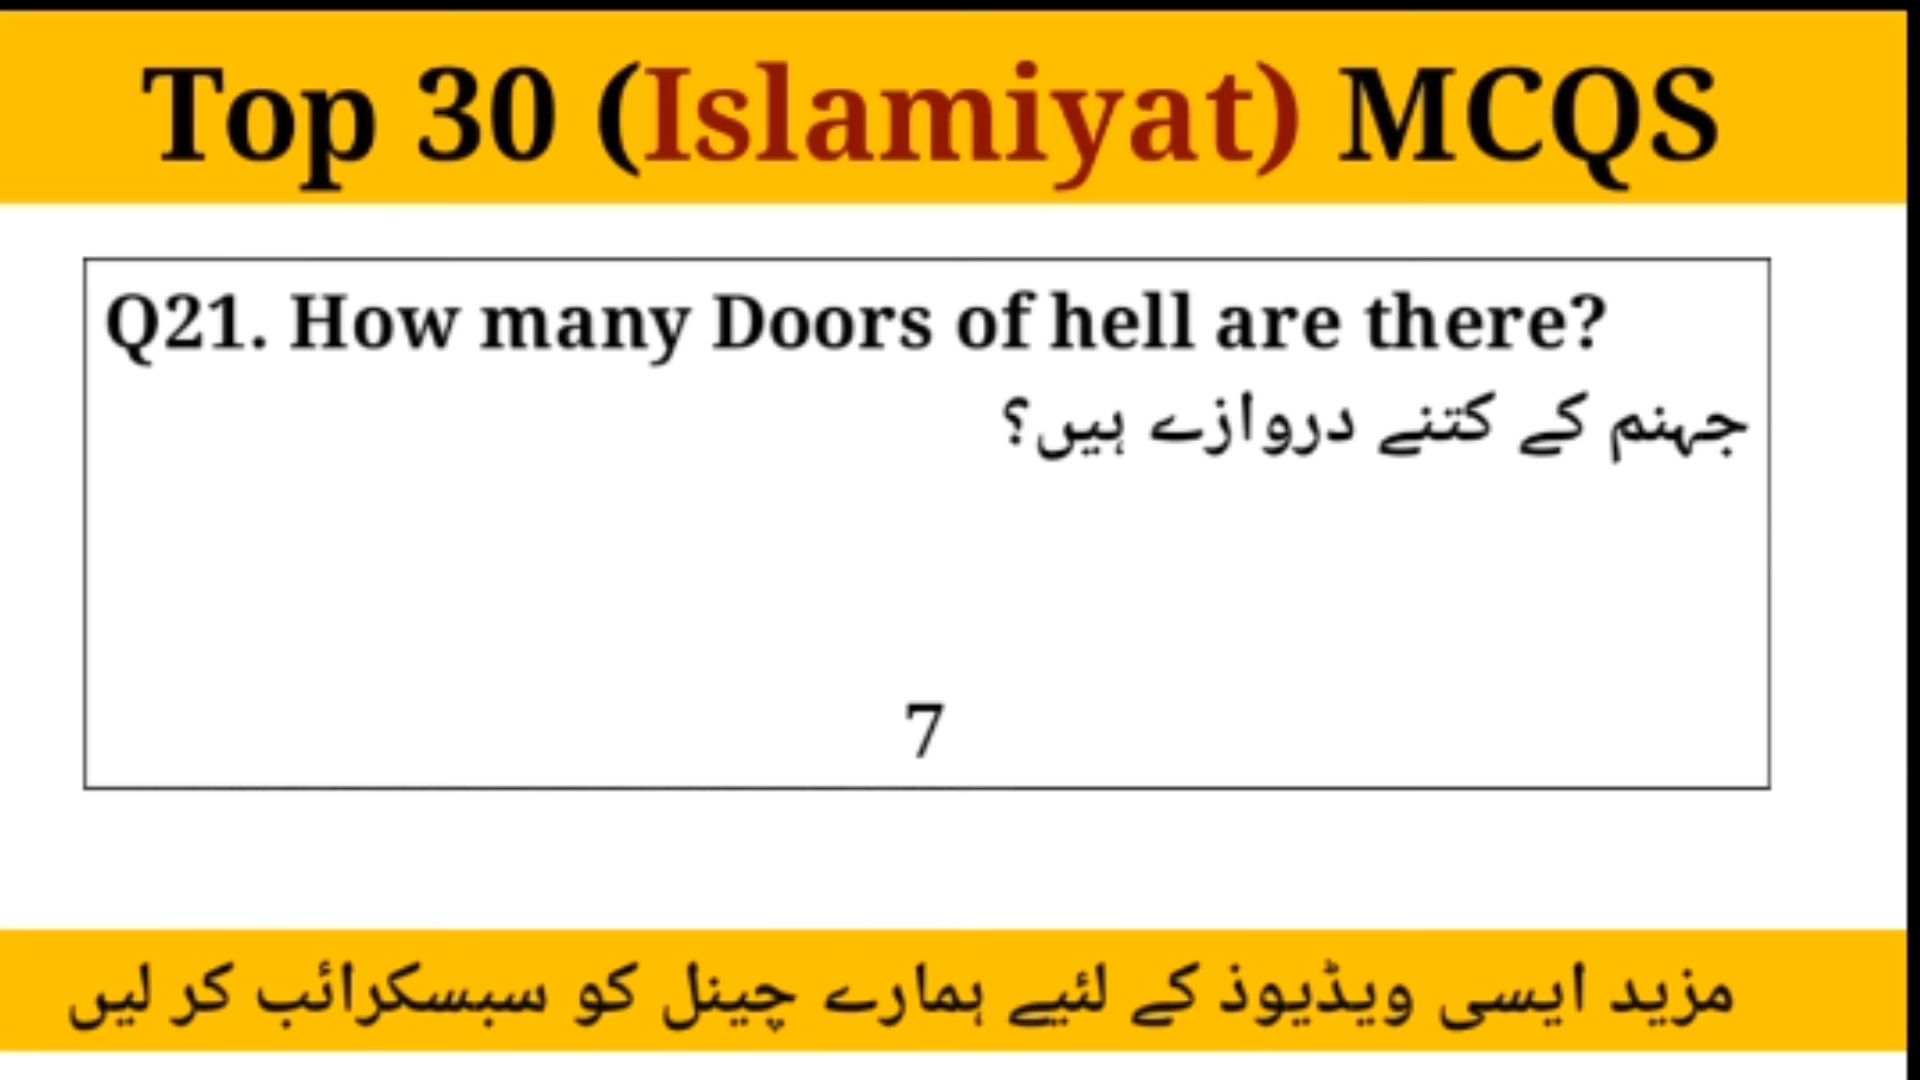 Top 30 (Islamiyat) MCQS
Q21. How many Doors of hell are there?
جہنم کے کتنے دروازے ہیں؟
7
مزید ایسی ویڈیوذ کے لئیے ہمارے چینل کو سبسکرائب کر لیں